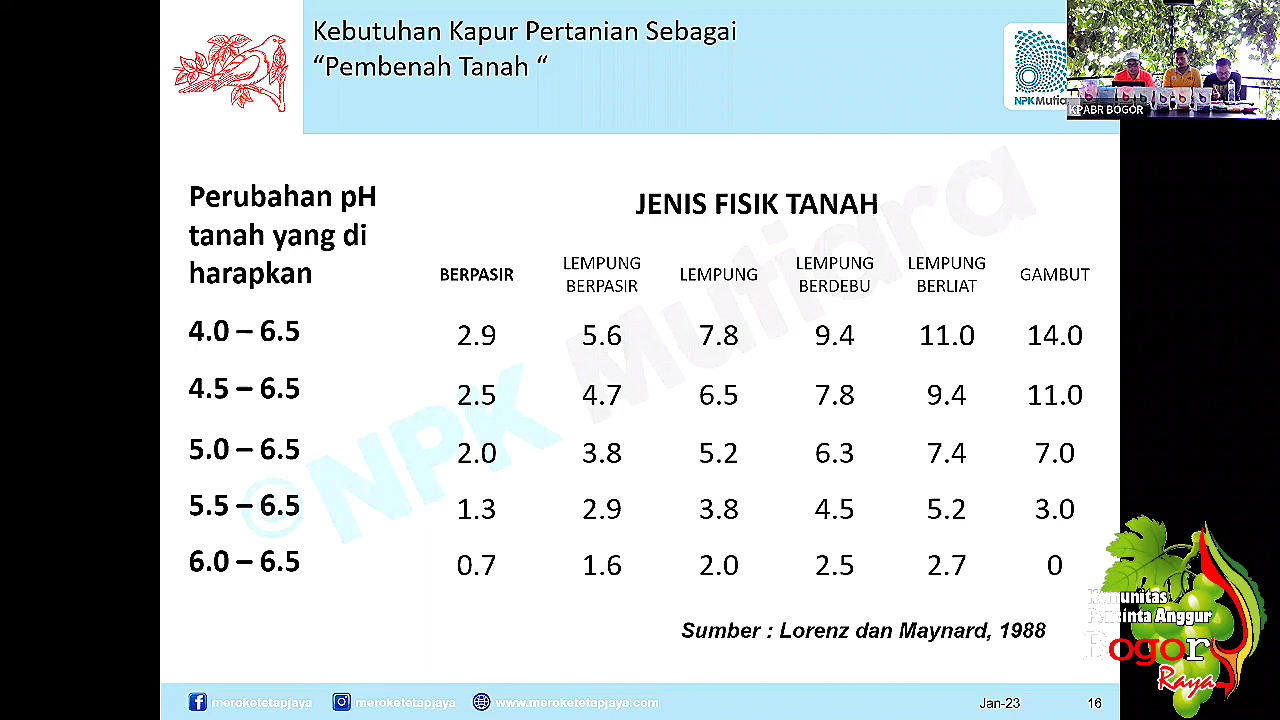 Kebutuhan Kapur Pertanian Sebagai
“Pembenah Tanah “
NPK Mutiara
KPABR BOGOR
Perubahan pH
tanah yang di
harapkan
JENIS FISIK TANAH
BERPASIR
LEMPUNG
BERPASIR
LEMPUNG
LEMPUNG
BERDEBU
LEMPUNG
BERLIAT
GAMBUT
4.0 – 6.5 2.9 5.6 7.8 9.4 11.0 14.0
4.5 – 6.5 2.5 4.7 6.5 7.8 9.4 11.0
5.0 – 6.5 2.0 3.8 5.2 6.3 7.4 7.0
5.5 – 6.5 1.3 2.9 3.8 4.5 5.2 3.0
6.0 – 6.5 0.7 1.6 2.0 2.5 2.7 0
NPK Mutiara
Sumber : Lorenz dan Maynard, 1988
Komunitas
Pencinta Anggur
Bogor
Raya
meroketetapjaya
meroketetapjaya
www.meroketetapjaya.com
Jan-23
16